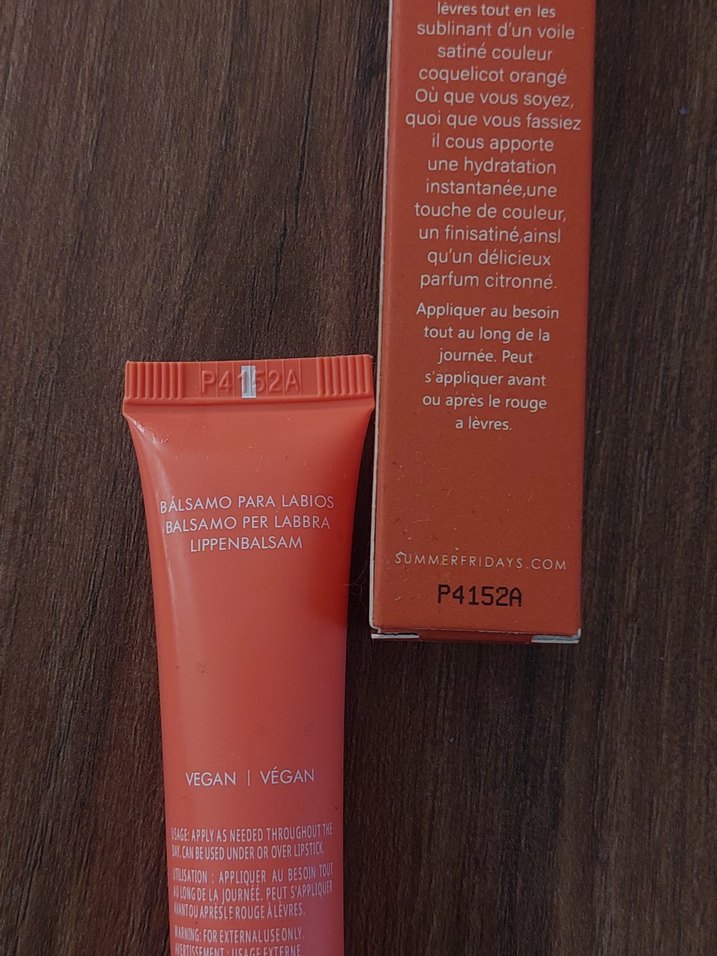 lèvres tout en les
sublinant d'un voile
satiné couleur
coquelicot orangé
Où que vous soyez,
quoi que vous fassiez
il cous apporte
une hydratation
instantanée,une
touche de couleur,
un finisatiné,ainsl
qu'un délicieux
parfum citronné.
Appliquer au besoin
tout au long de la
journée. Peut
s'appliquer avant
ou après le rouge
a lèvres.
SUMMERFRIDAYS.COM
P4152A
P4152A
BÁLSAMO PARA LABIOS
BALSAMO PER LABBRA
LIPPENBALSAM
VEGAN | VÉGAN
USAGE: APPLY AS NEEDED THROUGHOUT THE
DAY. CAN BE USED UNDER OR OVER LIPSTICK.
UTILISATION : APPLIQUER AU BESOIN TOUT
AU LONG DE LA JOURNÉE. PEUT S'APPLIQUER
AVANT OU APRÈS LE ROUGE À LÈVRES.
WARNING: FOR EXTERNAL USE ONLY.
AVERTISSEMENT : USAGE EXTERNE